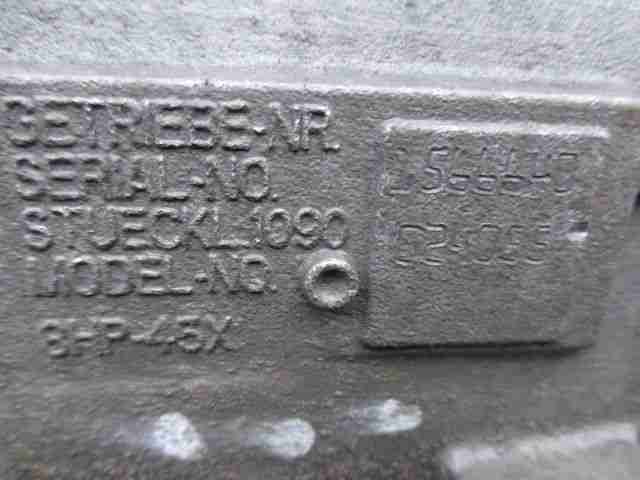 GETRIEBE-NR.
SERIAL-NO.
STUECKL.1090
MODEL-NO.
8HP-45X